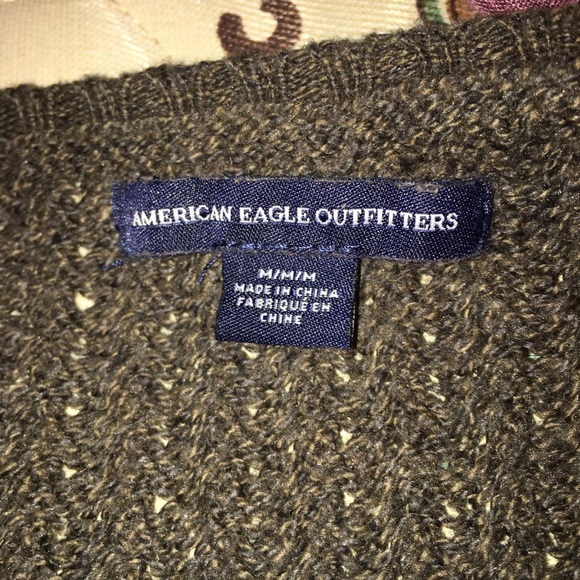 AMERICAN EAGLE OUTFITTERS
M/M/M
MADE IN CHINA
FABRIQUÉ EN
CHINE